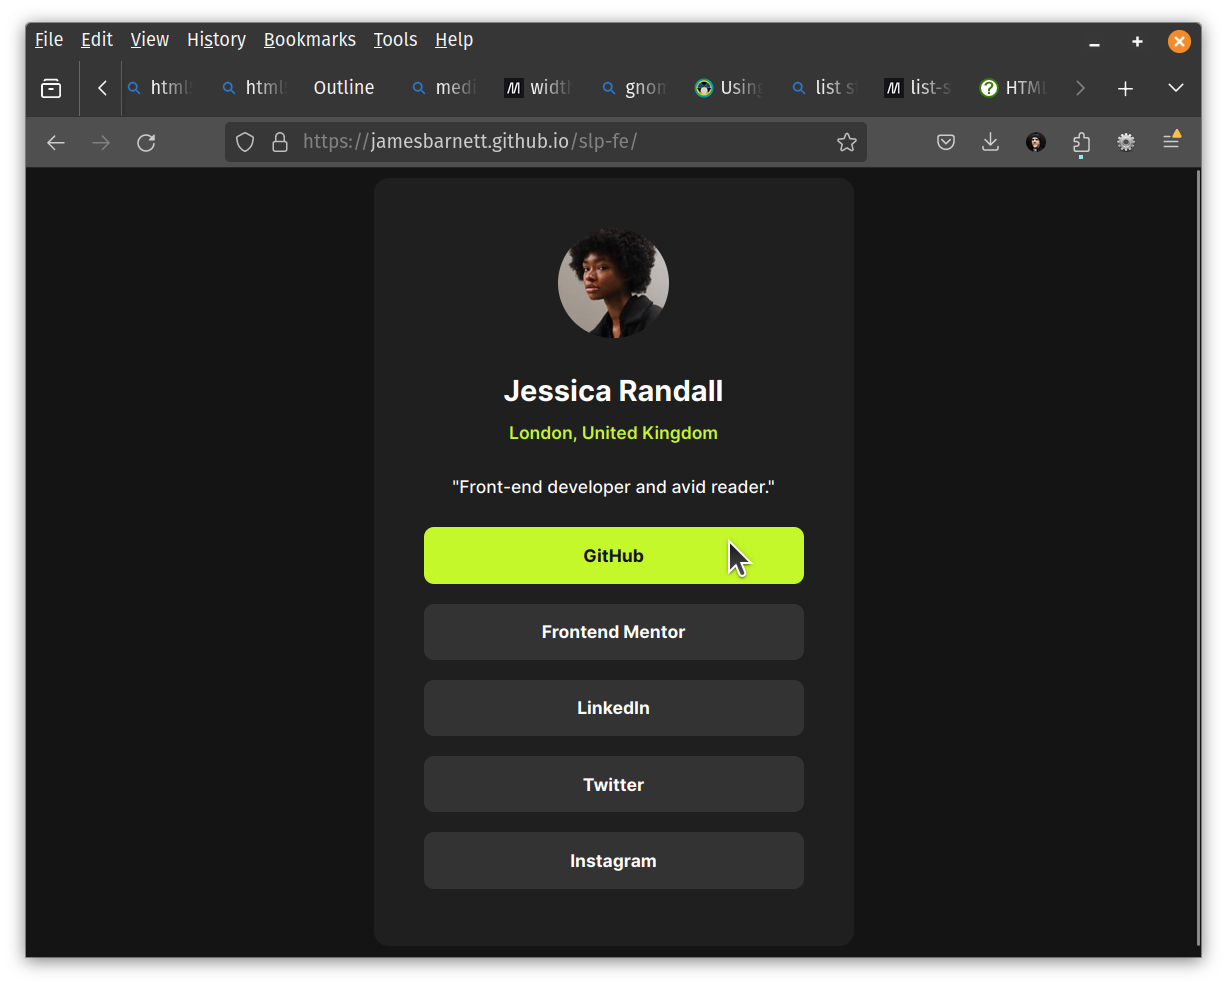 File Edit View History Bookmarks Tools Help
html html Outline medi width gnom Using list s list-s HTML
https://jamesbarnett.github.io/slp-fe/
Jessica Randall
London, United Kingdom
"Front-end developer and avid reader."
GitHub
Frontend Mentor
LinkedIn
Twitter
Instagram